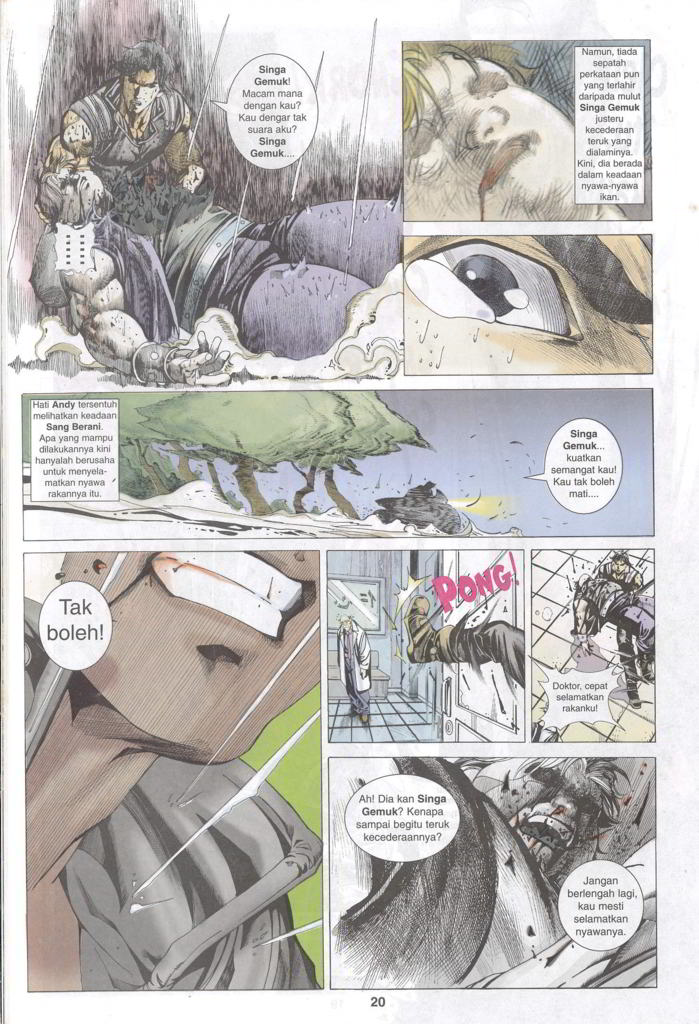 Singa
Gemuk!
Macam mana
dengan kau?
Kau dengar tak
suara aku?
Singa
Gemuk....
Namun, tiada
sepatah
perkataan pun
yang terlahir
daripada mulut
Singa Gemuk
justeru
kecederaan
teruk yang
dialaminya.
Kini, dia berada
dalam keadaan
nyawa-nyawa
ikan.
Hati Andy tersentuh
melihatkan keadaan
Sang Berani.
Apa yang mampu
dilakukannya kini
hanyalah berusaha
untuk menyela-
matkan nyawa
rakannya itu.
Singa
Gemuk...
kuatkan
semangat kau!
Kau tak boleh
mati....
Tak
boleh!
PONG!
Doktor, cepat
selamatkan
rakanku!
Ah! Dia kan Singa
Gemuk? Kenapa
sampai begitu teruk
kecederaannya?
Jangan
berlengah lagi,
kau mesti
selamatkan
nyawanya.
20